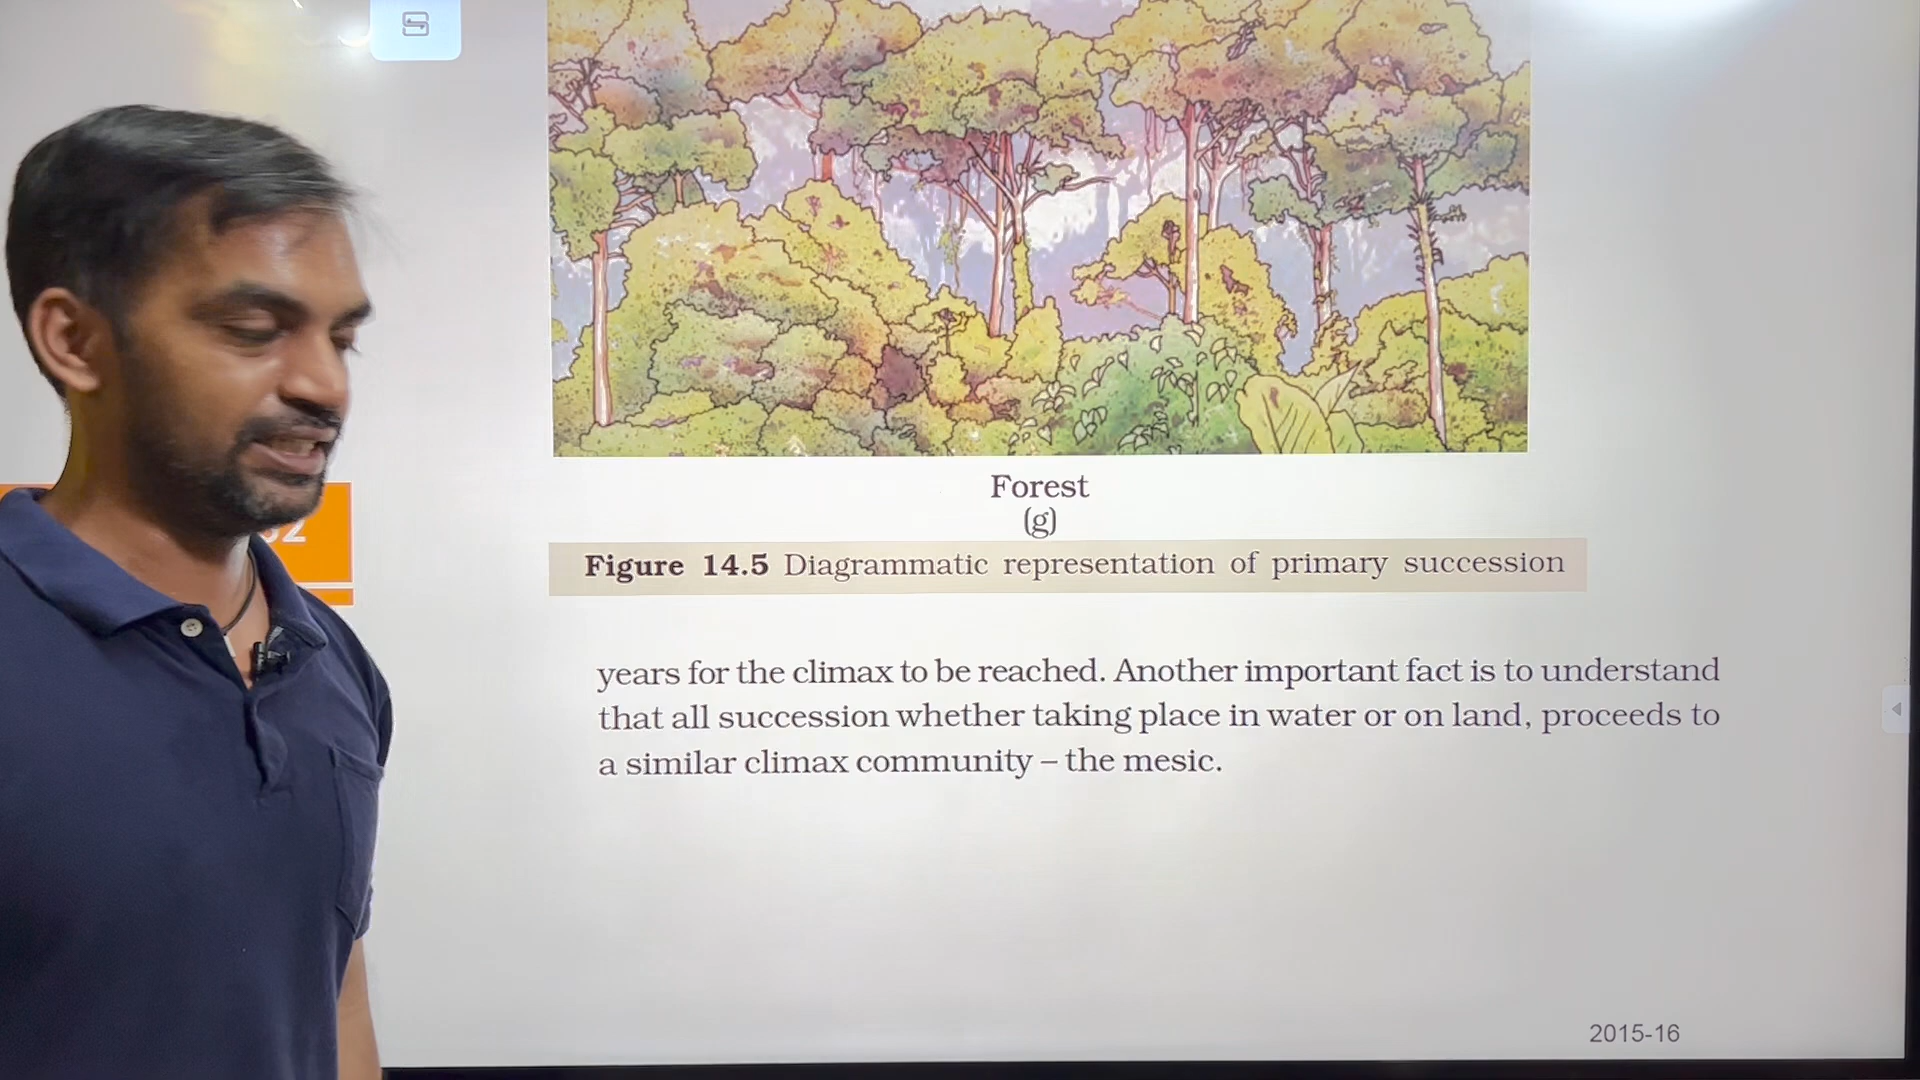 Forest
(g)
Figure 14.5 Diagrammatic representation of primary succession
years for the climax to be reached. Another important fact is to understand
that all succession whether taking place in water or on land, proceeds to
a similar climax community – the mesic.
2015-16